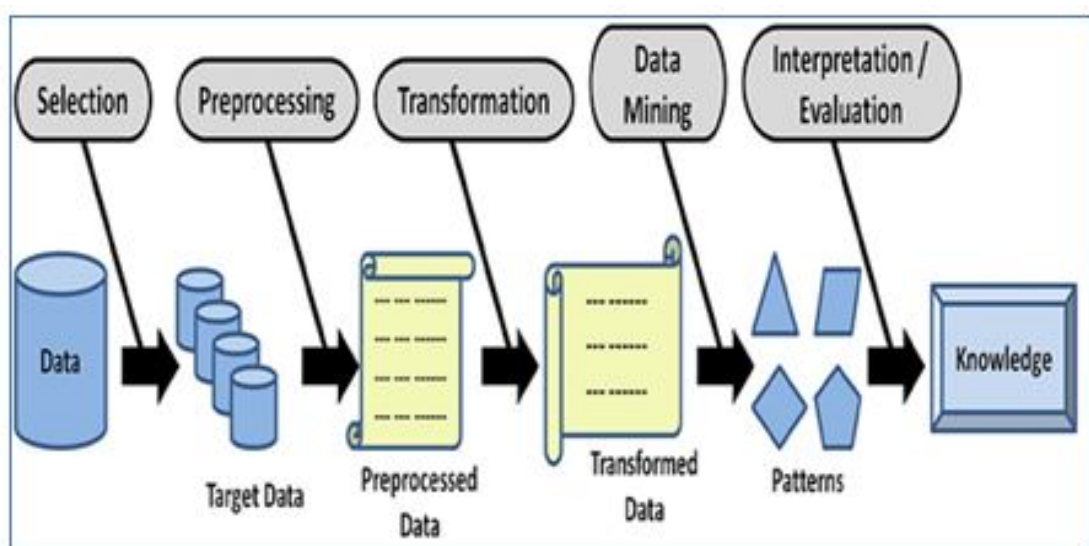 Selection
Preprocessing
Transformation
Data
Mining
Interpretation /
Evaluation
Data
Target Data
Preprocessed
Data
Transformed
Data
Patterns
Knowledge